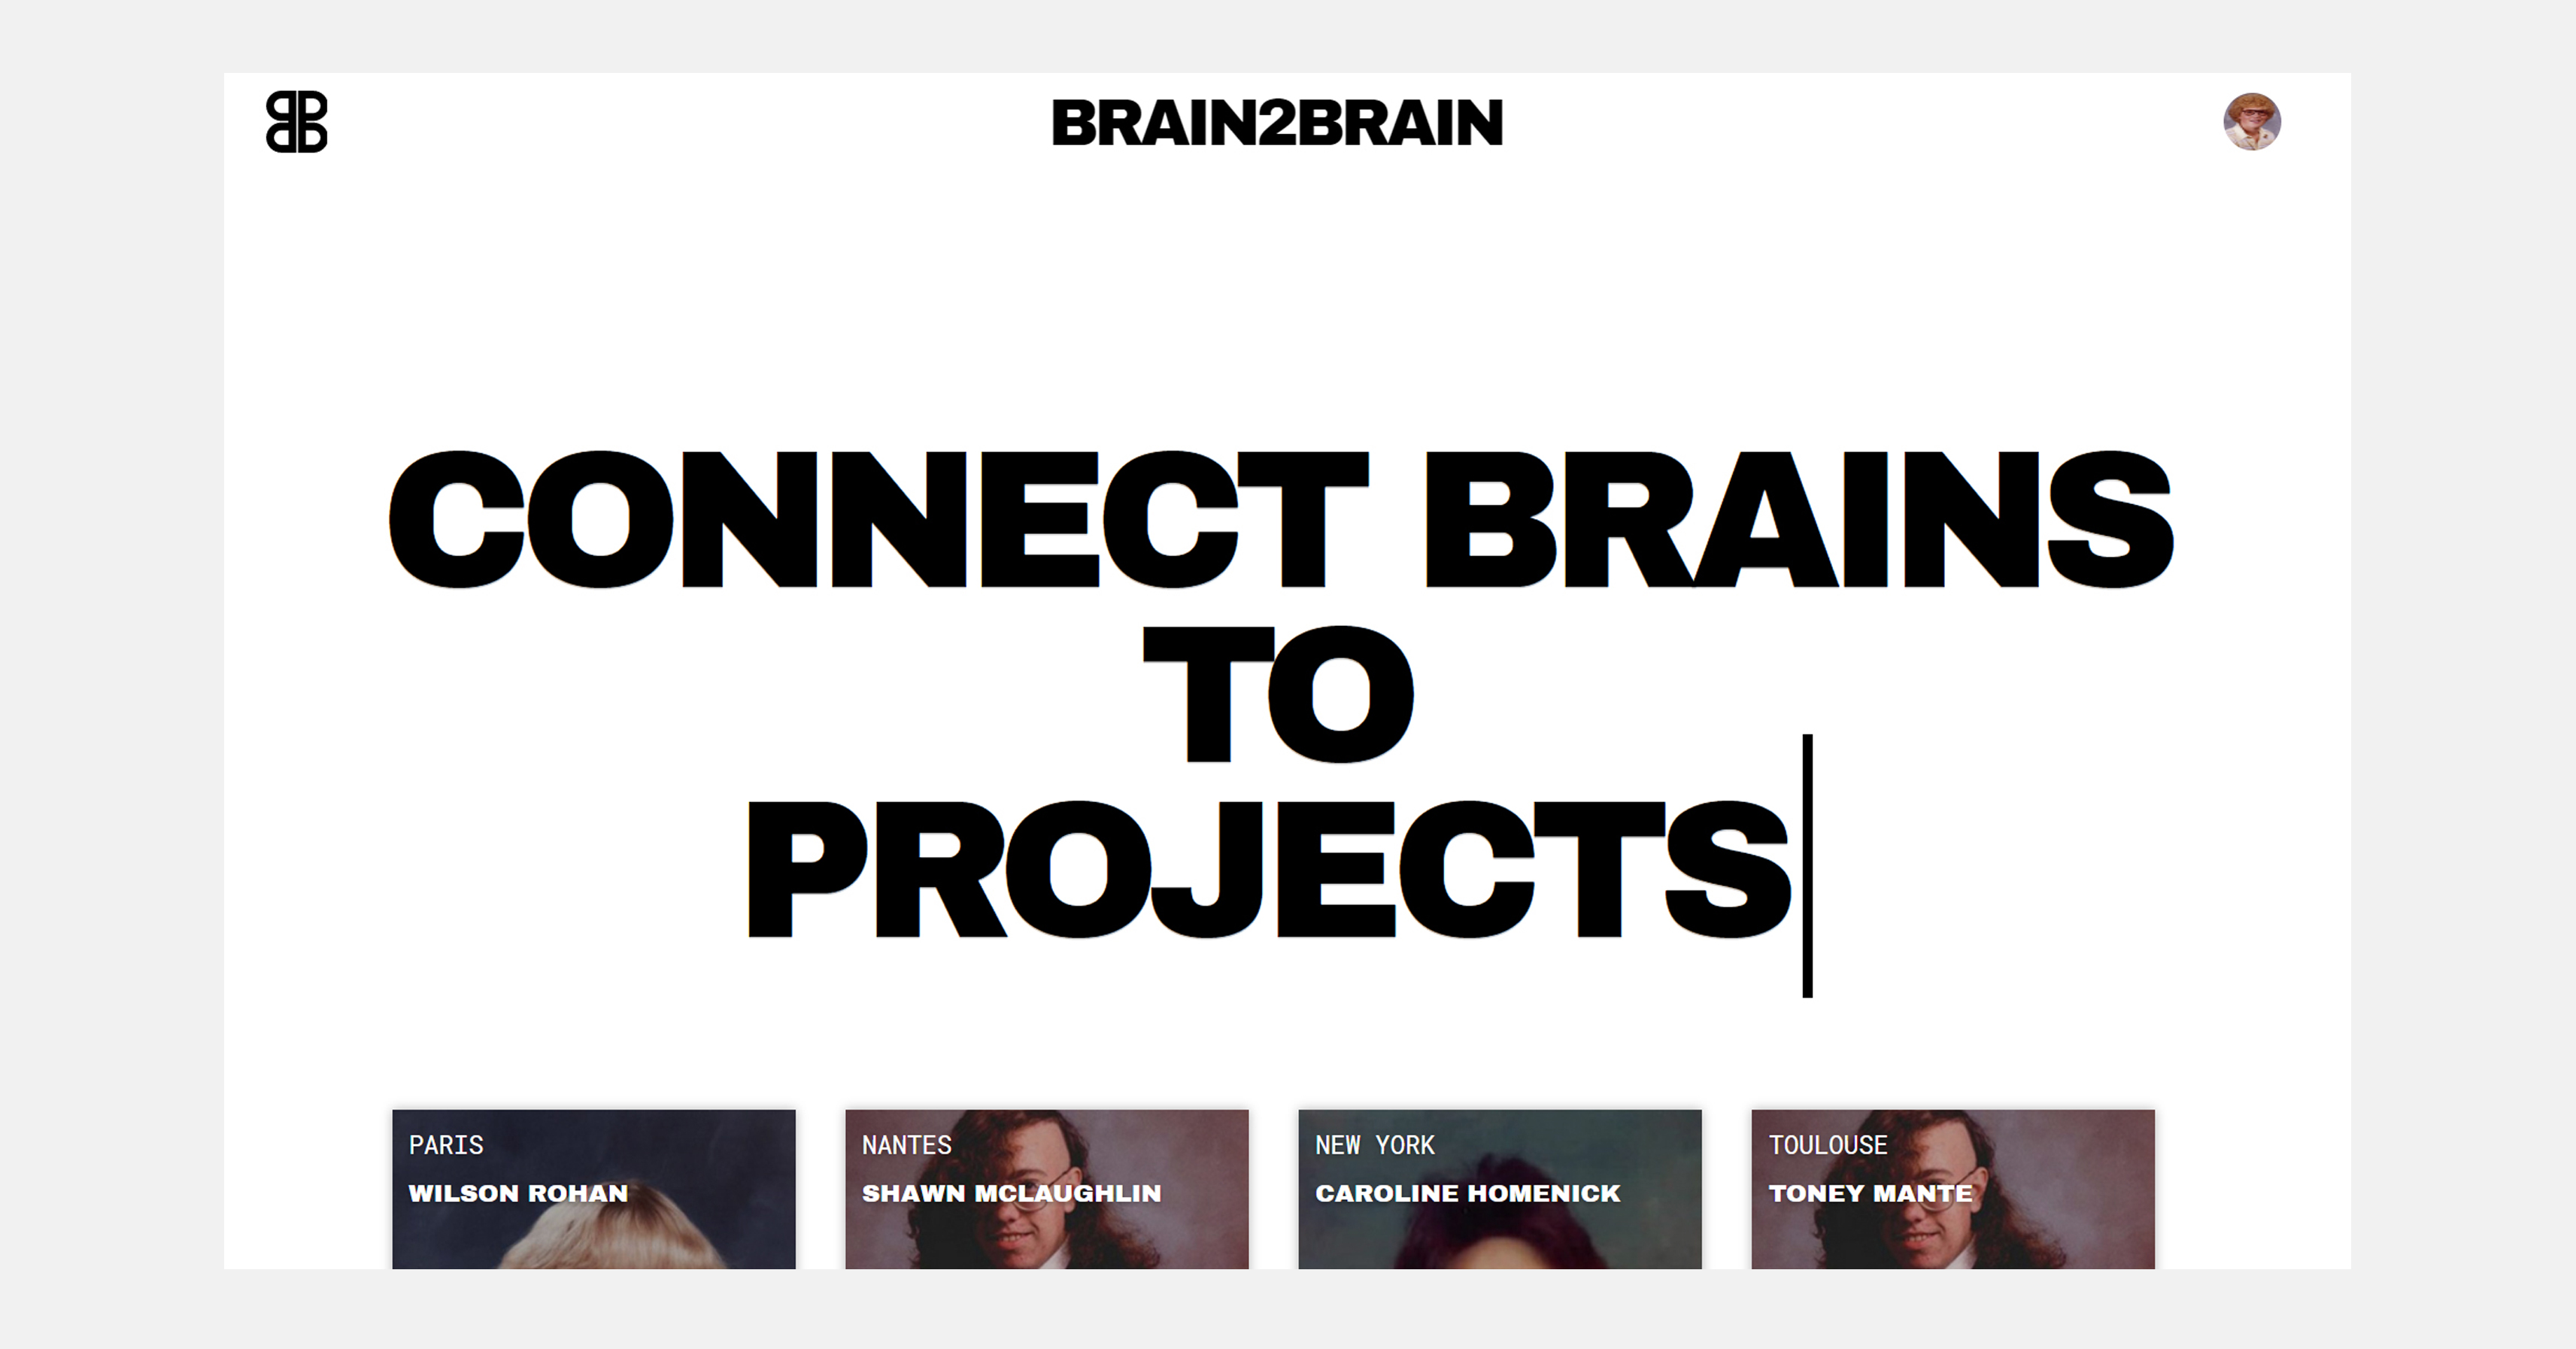 BRAIN2BRAIN
CONNECT BRAINS
TO
PROJECTS
PARIS
WILSON ROHAN
NANTES
SHAWN MCLAUGHLIN
NEW YORK
CAROLINE HOMENICK
TOULOUSE
TONEY MANTE